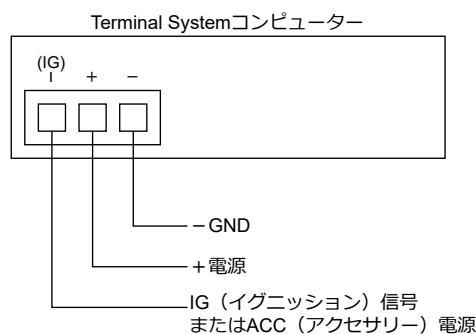 Terminal Systemコンピューター
(IG)
I + −
−GND
+電源
IG（イグニッション）信号
またはACC（アクセサリー）電源